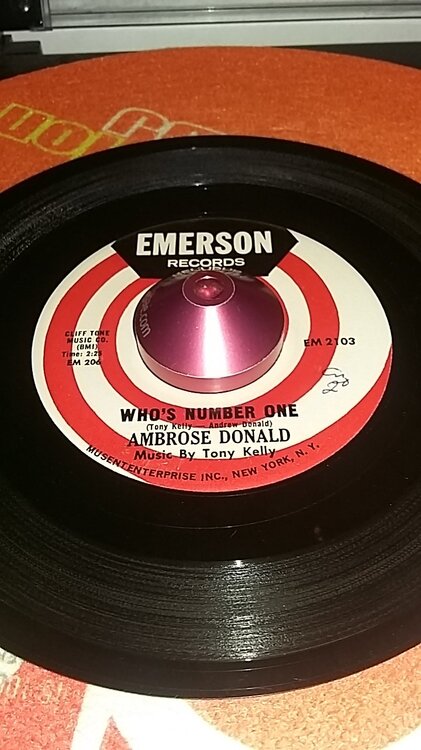 EMERSON
RECORDS
CLIFF TONE
MUSIC CO.
(BMI)
Time: 2:25
EM 206
EM 2103
WHO'S NUMBER ONE
(Tony Kelly — Andrew Donald)
AMBROSE DONALD
Music By Tony Kelly
MUSENTENTERPRISE INC., NEW YORK, N. Y.